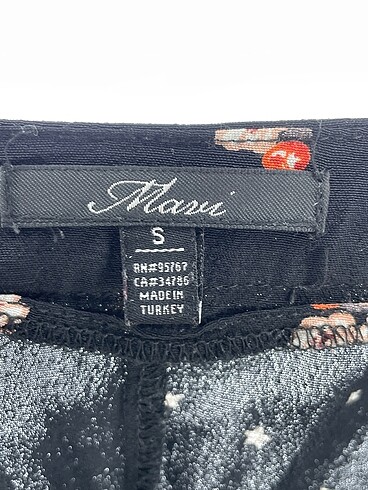 Mavi
S
RN#95767
CA#34786
MADE IN
TURKEY